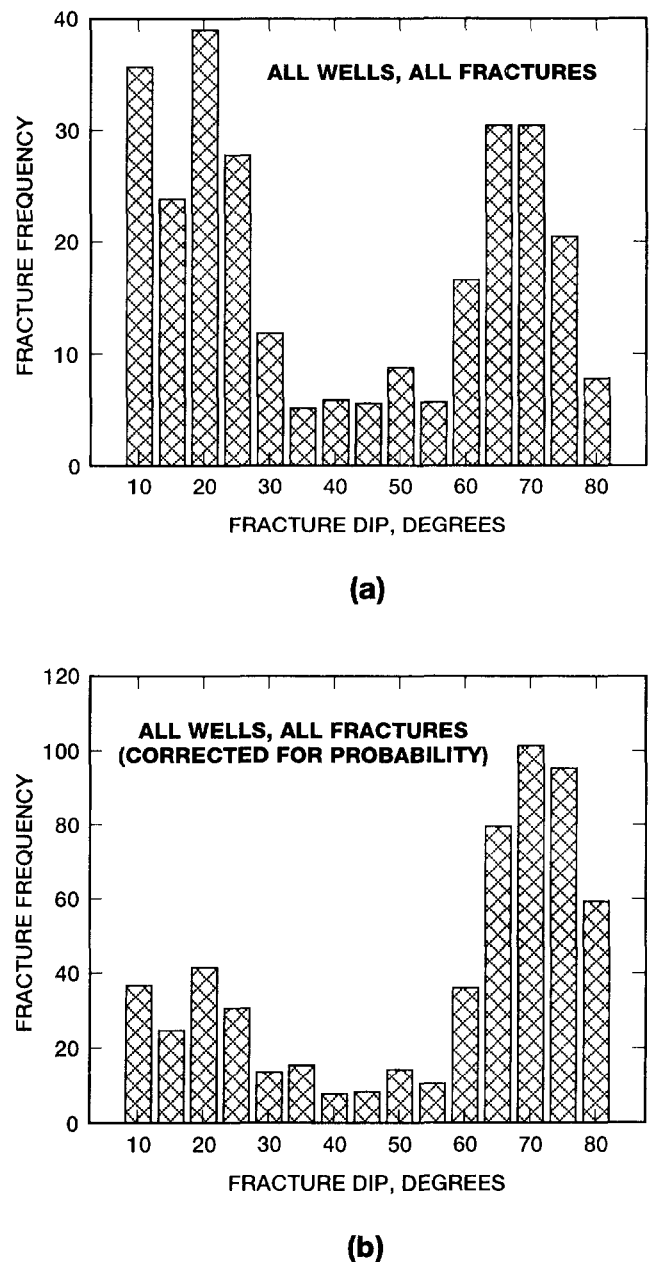 40
30
20
10
0
FRACTURE FREQUENCY
ALL WELLS, ALL FRACTURES
10 20 30 40 50 60 70 80
FRACTURE DIP, DEGREES
(a)
120
100
80
60
40
20
0
FRACTURE FREQUENCY
ALL WELLS, ALL FRACTURES
(CORRECTED FOR PROBABILITY)
10 20 30 40 50 60 70 80
FRACTURE DIP, DEGREES
(b)